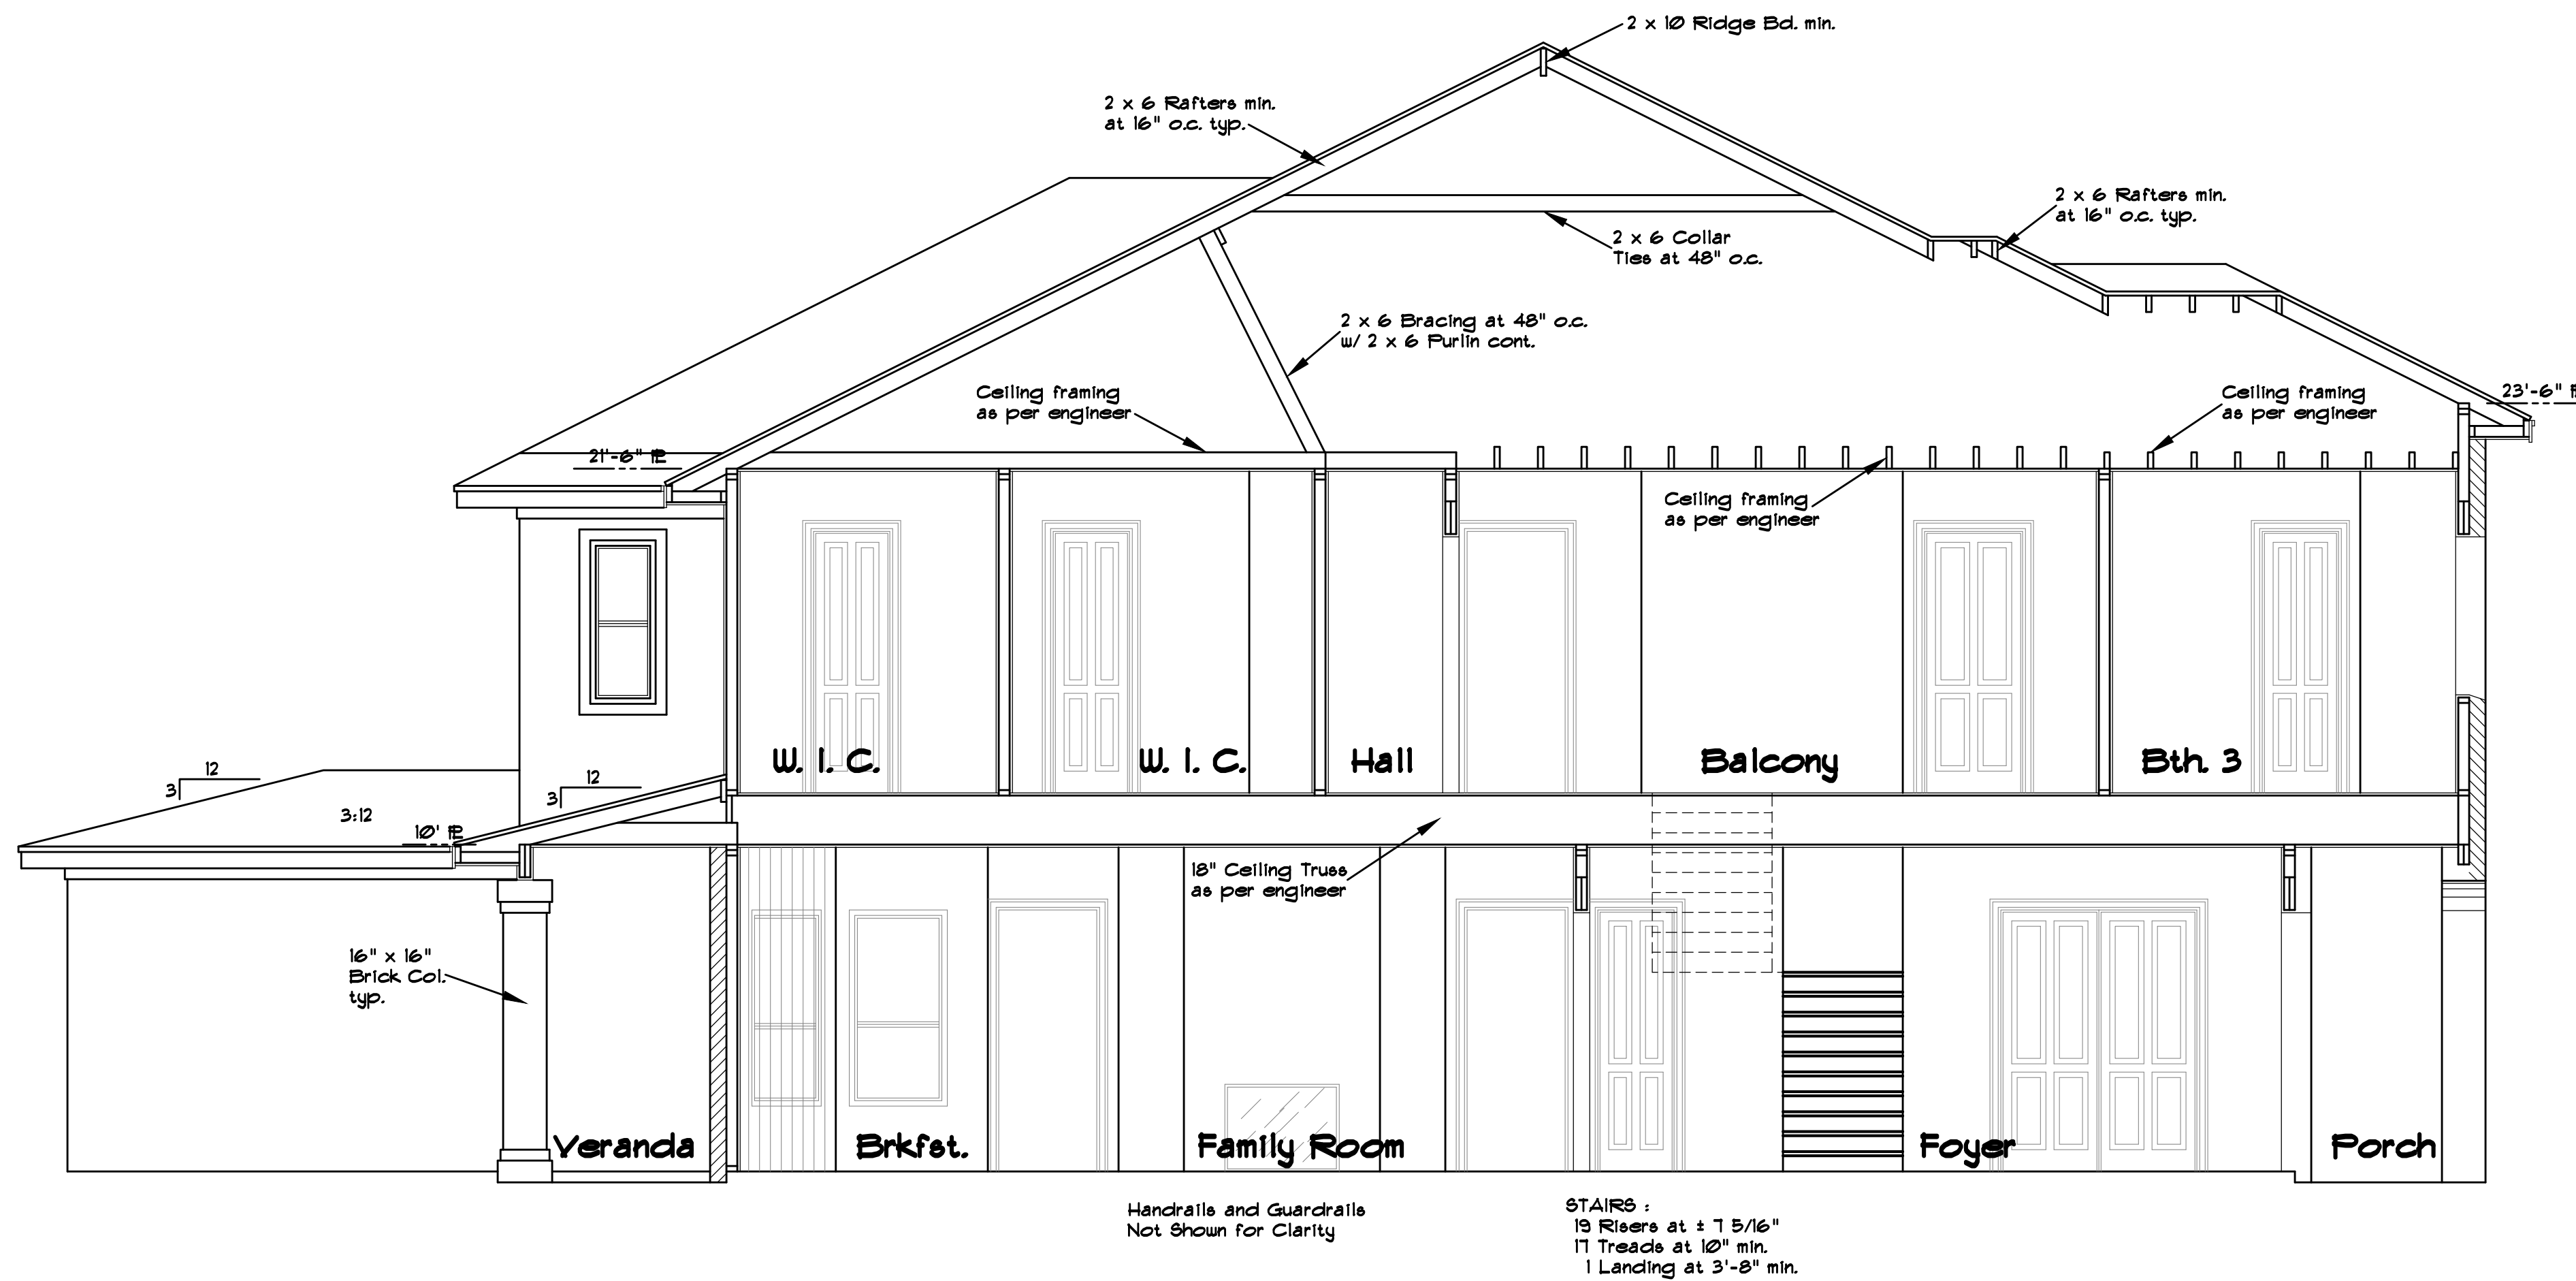 2 x 10 Ridge Bd. min.
2 x 6 Rafters min.
at 16" o.c. typ.
2 x 6 Rafters min.
at 16" o.c. typ.
2 x 6 Collar
Ties at 48" o.c.
2 x 6 Bracing at 48" o.c.
w/ 2 x 6 Purlin cont.
Ceiling framing
as per engineer
Ceiling framing
as per engineer
23'-6"
21'-6" PL
Ceiling framing
as per engineer
W. I. C.
W. I. C.
Hall
Balcony
Bth. 3
12
3
12
3
3:12
10' PL
18" Ceiling Truss
as per engineer
16" x 16"
Brick Col.
typ.
Veranda
Brkfst.
Family Room
Foyer
Porch
Handrails and Guardrails
Not Shown for Clarity
STAIRS :
19 Risers at ± 7 5/16"
17 Treads at 10" min.
1 Landing at 3'-8" min.